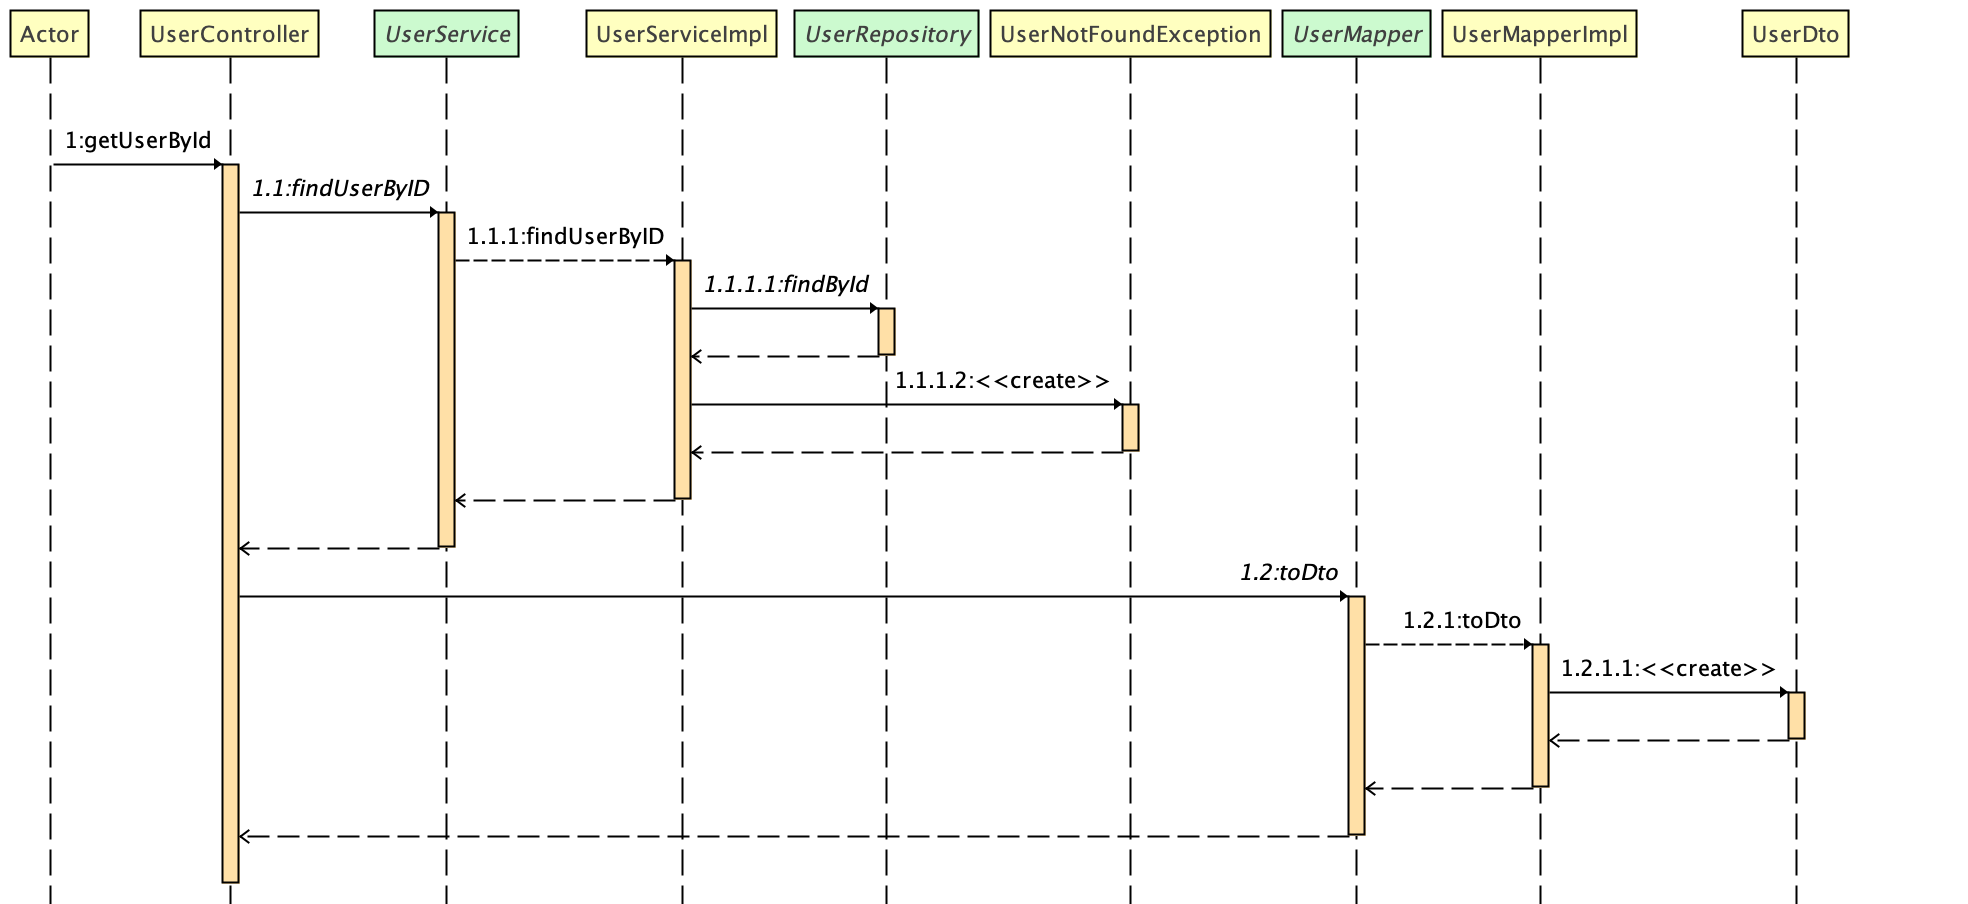 Actor
UserController
UserService
UserServiceImpl
UserRepository
UserNotFoundException
UserMapper
UserMapperImpl
UserDto
1:getUserById
1.1:findUserByID
1.1.1:findUserByID
1.1.1.1:findById
1.1.1.2:<<create>>
1.2:toDto
1.2.1:toDto
1.2.1.1:<<create>>